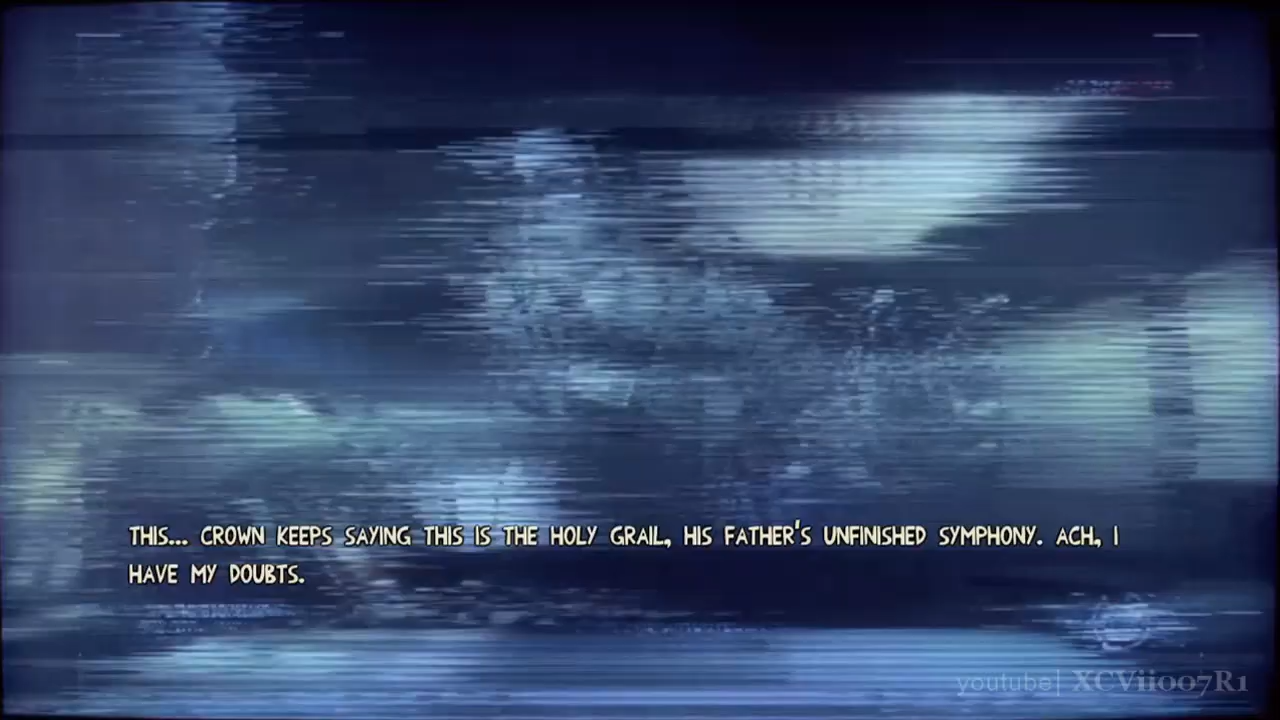 THIS... CROWN KEEPS SAYING THIS IS THE HOLY GRAIL, HIS FATHER'S UNFINISHED SYMPHONY. ACH, I
HAVE MY DOUBTS.
youtube| XCVii007R1